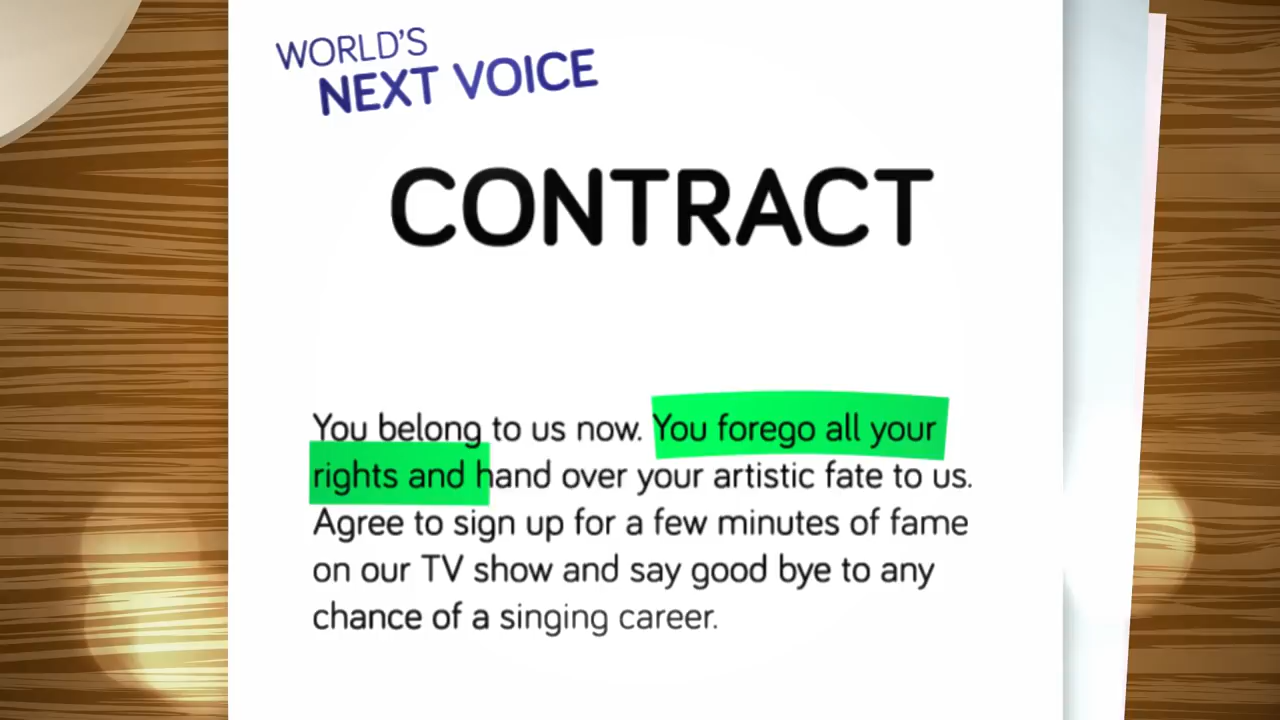 WORLD'S
NEXT VOICE
CONTRACT
You belong to us now. You forego all your
rights and hand over your artistic fate to us.
Agree to sign up for a few minutes of fame
on our TV show and say good bye to any
chance of a singing career.